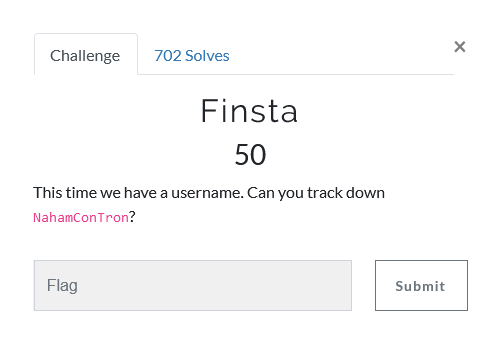 Challenge
702 Solves
×
Finsta
50
This time we have a username. Can you track down
NahamConTron?
Flag
Submit